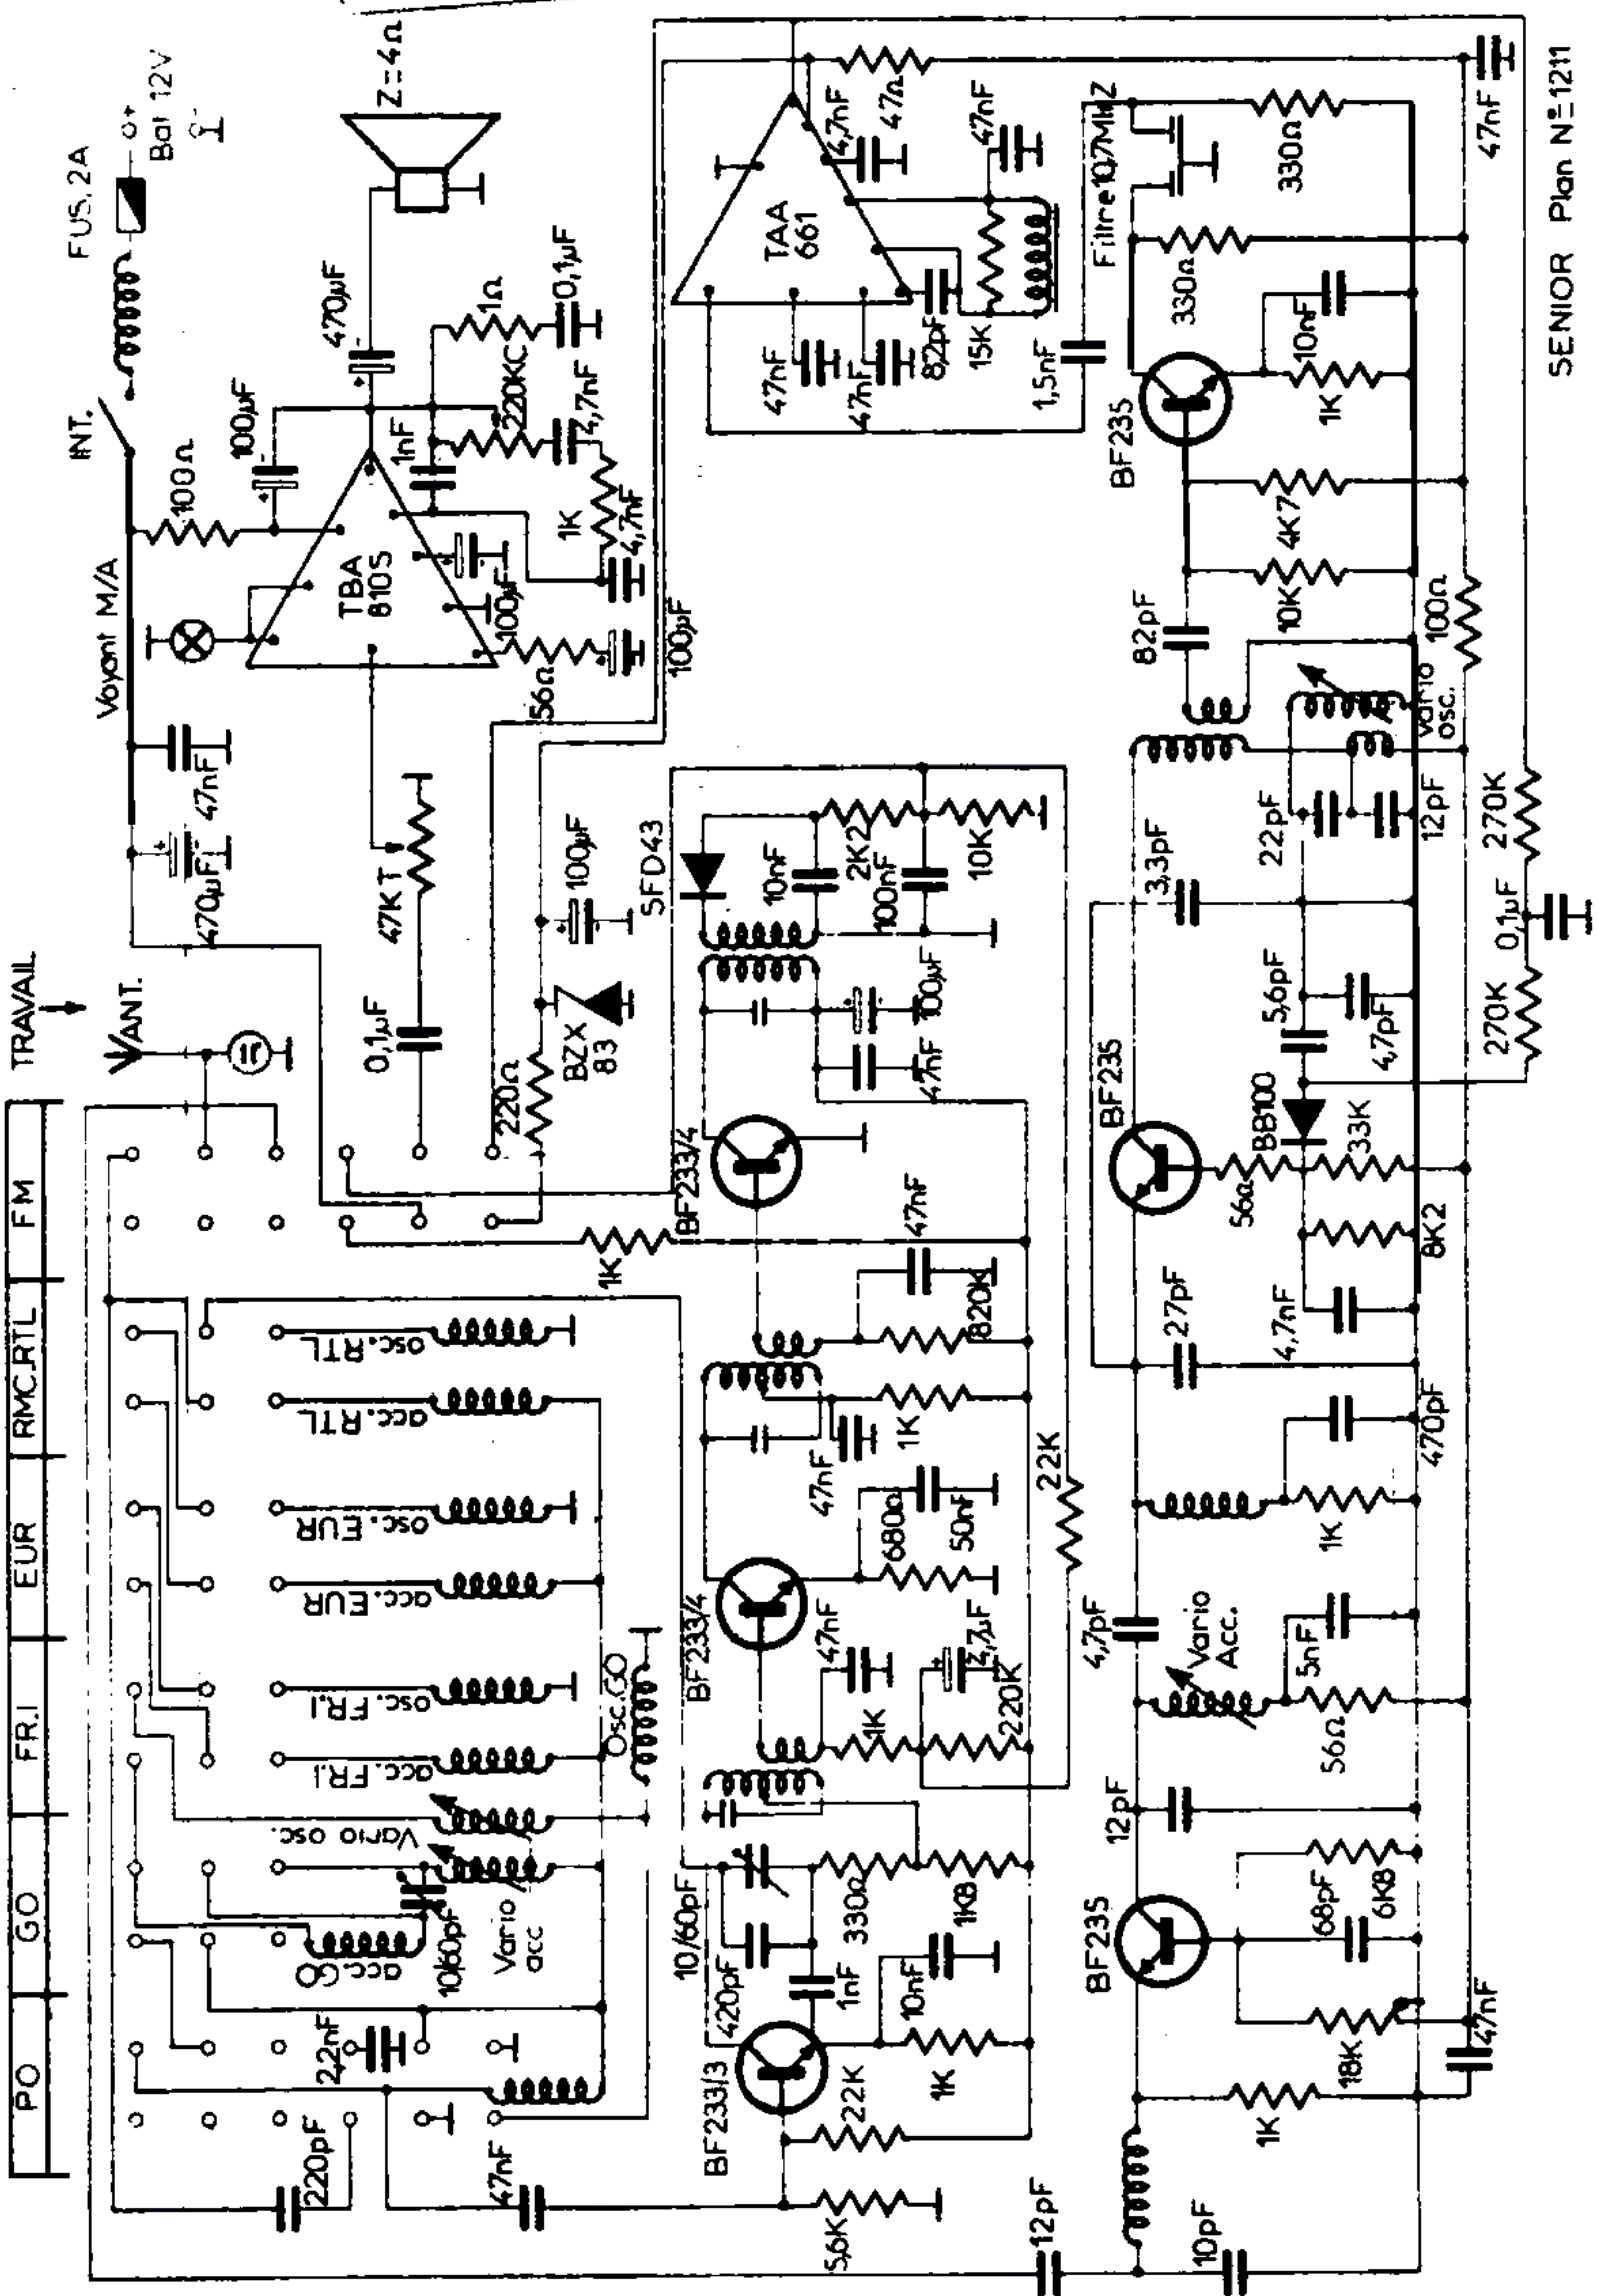 PO
GO
FR.I
EUR
RMC.RTL
FM
TRAVAIL
ANT.
Voyant M/A
INT.
FUS. 2A
Bat 12V
+
-
470µF
47nF
100Ω
100µF
470µF
Z=4Ω
TBA
810S
1nF
1Ω
220KC
0,1µF
4,7nF
1K
4,7nF
100µF
56Ω
100µF
47KT
0,1µF
220Ω
BZX
83
100µF
220pF
2,2nF
47nF
acc. GO
10/60pF
Vario
acc
Vario osc.
acc. FR.I
osc. FR.I
acc. EUR
osc. EUR
acc. RTL
osc. RTL
Osc. GO
1K
BF233/3
5,6K
22K
1K
10nF
1nF
420pF
10/60pF
330Ω
1K8
BF233/4
1K
47nF
4,7µF
220K
680Ω
50nF
47nF
1K
820K
47nF
BF233/4
47nF
100µF
SFD43
10nF
2K2
100nF
10K
22K
TAA
661
47nF
47nF
82pF
15K
4,7nF
47Ω
47nF
1,5nF
Filtre 10,7MHZ
12pF
10pF
1K
BF235
18K
68pF
6K8
47nF
12pF
Vario
Acc.
56Ω
5nF
4,7pF
1K
470pF
27pF
4,7nF
8K2
BF235
56Ω
BB100
33K
5,6pF
4,7pF
3,3pF
22pF
12pF
Vario
osc.
82pF
10K
4K7
BF235
1K
10nF
330Ω
330Ω
100Ω
47nF
270K
0,1µF
270K
SENIOR Plan Nº 1211